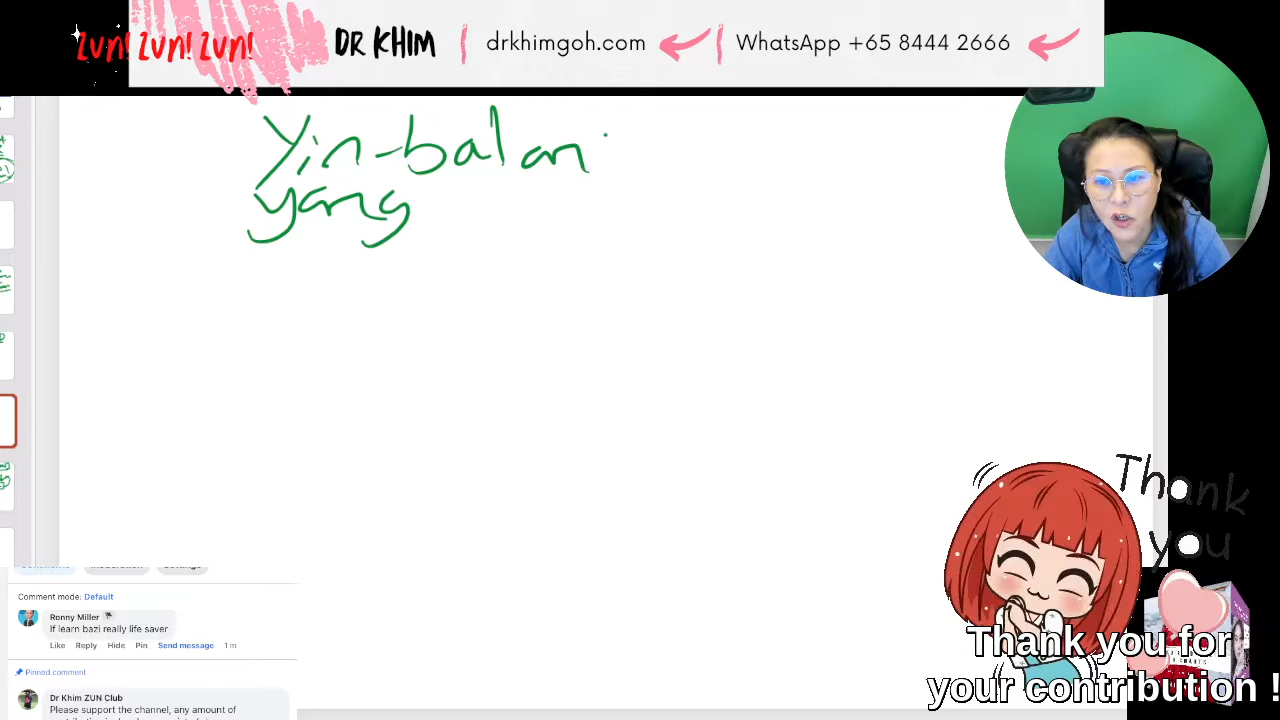 ZUN! ZUN! ZUN!
DR KHIM
drkhimgoh.com
WhatsApp +65 8444 2666
Yin-balan
yang
Comment mode: Default
Ronny Miller
If learn bazi really life saver
Like Reply Hide Pin Send message 1 m
Pinned comment
Dr Khim ZUN Club
Please support the channel, any amount of
Thank
you
Thank you for
your contribution !